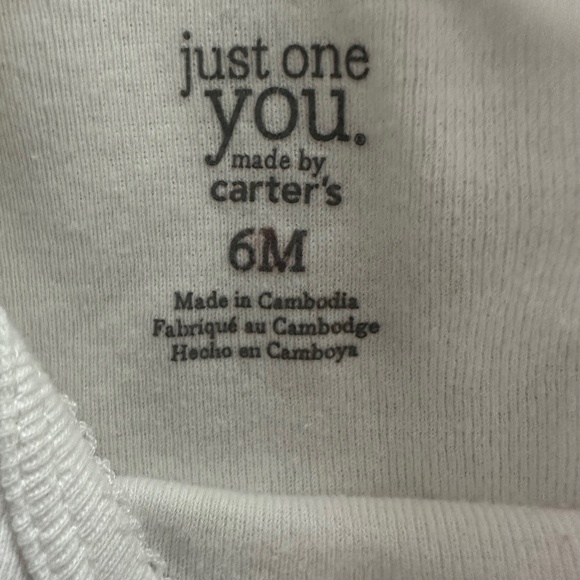 just one
you.®
made by
carter's
6M
Made in Cambodia
Fabriqué au Cambodge
Hecho en Camboya